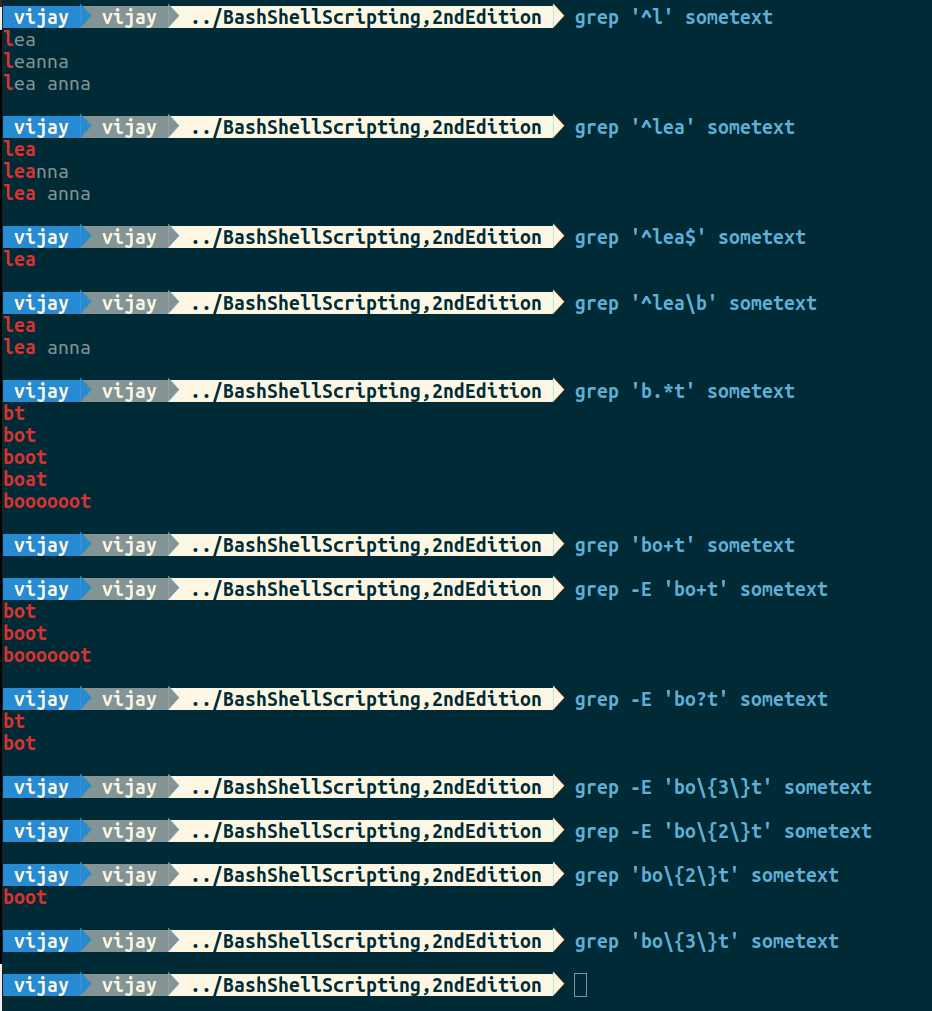 vijay vijay ../BashShellScripting,2ndEdition grep '^l' sometext
lea
leanna
lea anna
vijay vijay ../BashShellScripting,2ndEdition grep '^lea' sometext
lea
leanna
lea anna
vijay vijay ../BashShellScripting,2ndEdition grep '^lea$' sometext
lea
vijay vijay ../BashShellScripting,2ndEdition grep '^lea\b' sometext
lea
lea anna
vijay vijay ../BashShellScripting,2ndEdition grep 'b.*t' sometext
bt
bot
boot
boat
boooooot
vijay vijay ../BashShellScripting,2ndEdition grep 'bo+t' sometext
vijay vijay ../BashShellScripting,2ndEdition grep -E 'bo+t' sometext
bot
boot
boooooot
vijay vijay ../BashShellScripting,2ndEdition grep -E 'bo?t' sometext
bt
bot
vijay vijay ../BashShellScripting,2ndEdition grep -E 'bo\{3\}t' sometext
vijay vijay ../BashShellScripting,2ndEdition grep -E 'bo\{2\}t' sometext
vijay vijay ../BashShellScripting,2ndEdition grep 'bo\{2\}t' sometext
boot
vijay vijay ../BashShellScripting,2ndEdition grep 'bo\{3\}t' sometext
vijay vijay ../BashShellScripting,2ndEdition